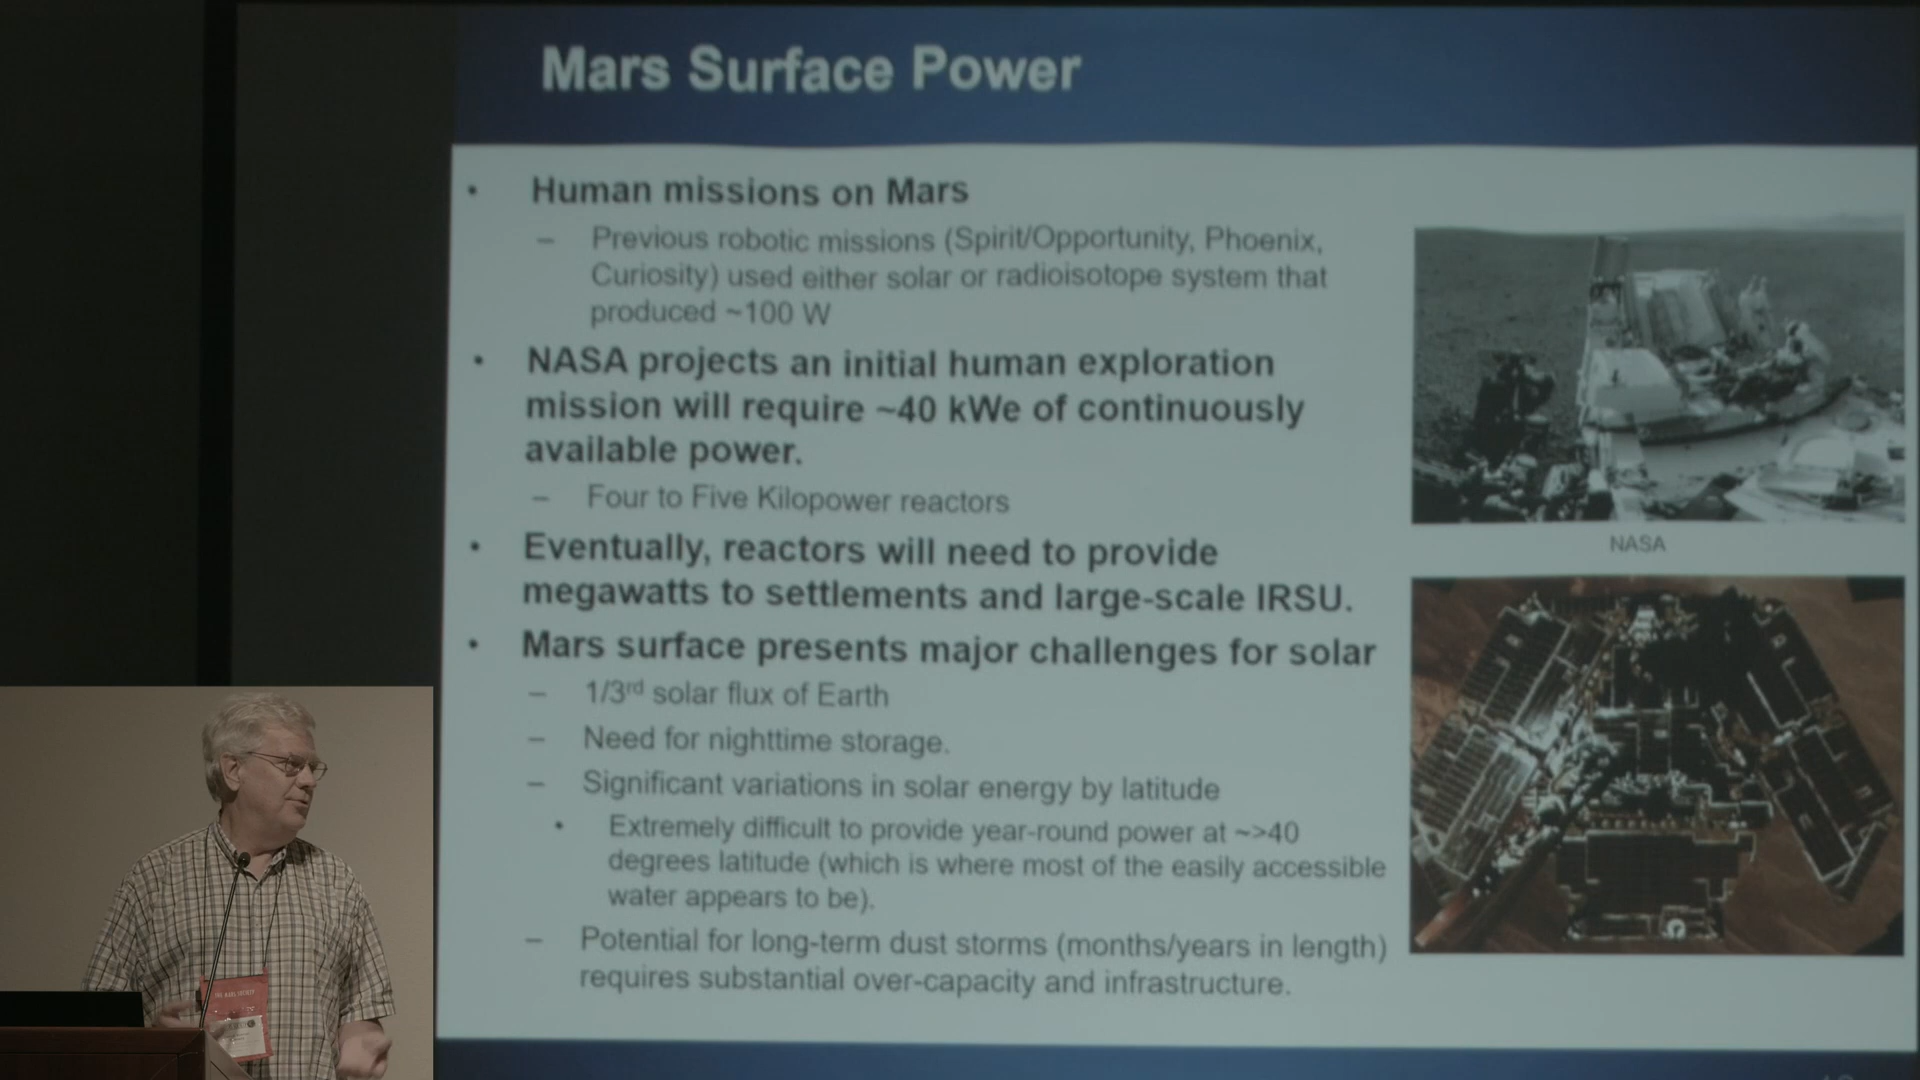 Mars Surface Power
• Human missions on Mars
– Previous robotic missions (Spirit/Opportunity, Phoenix,
Curiosity) used either solar or radioisotope system that
produced ~100 W
• NASA projects an initial human exploration
mission will require ~40 kWe of continuously
available power.
– Four to Five Kilopower reactors
• Eventually, reactors will need to provide
megawatts to settlements and large-scale IRSU.
• Mars surface presents major challenges for solar
– 1/3rd solar flux of Earth
– Need for nighttime storage.
– Significant variations in solar energy by latitude
• Extremely difficult to provide year-round power at ~>40
degrees latitude (which is where most of the easily accessible
water appears to be).
– Potential for long-term dust storms (months/years in length)
requires substantial over-capacity and infrastructure.
NASA
THE MARS SOCIETY